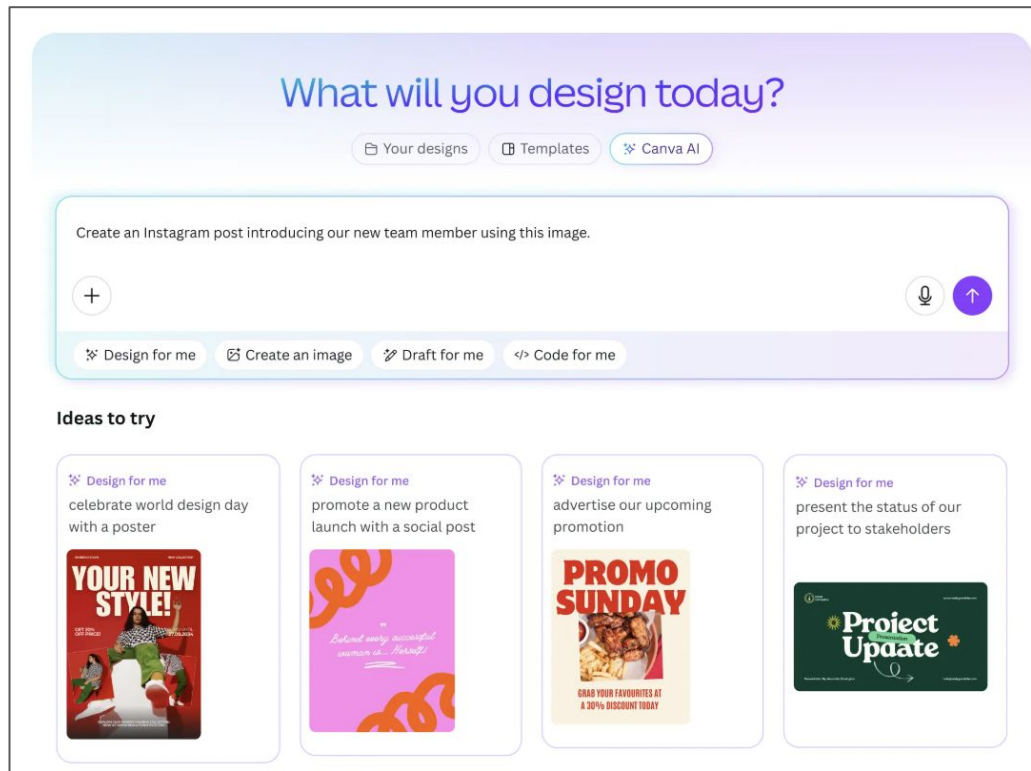 What will you design today?
Your designs
Templates
Canva AI
Create an Instagram post introducing our new team member using this image.
Design for me
Create an image
Draft for me
</> Code for me
Ideas to try
Design for me
celebrate world design day
with a poster
YOUR NEW
STYLE!
GET 30%
OFF PRICE!
Design for me
promote a new product
launch with a social post
Behind every successful
woman is... Herself!
Design for me
advertise our upcoming
promotion
PROMO
SUNDAY
GRAB YOUR FAVOURITES AT
A 30% DISCOUNT TODAY
Design for me
present the status of our
project to stakeholders
Project
Presentation
Update